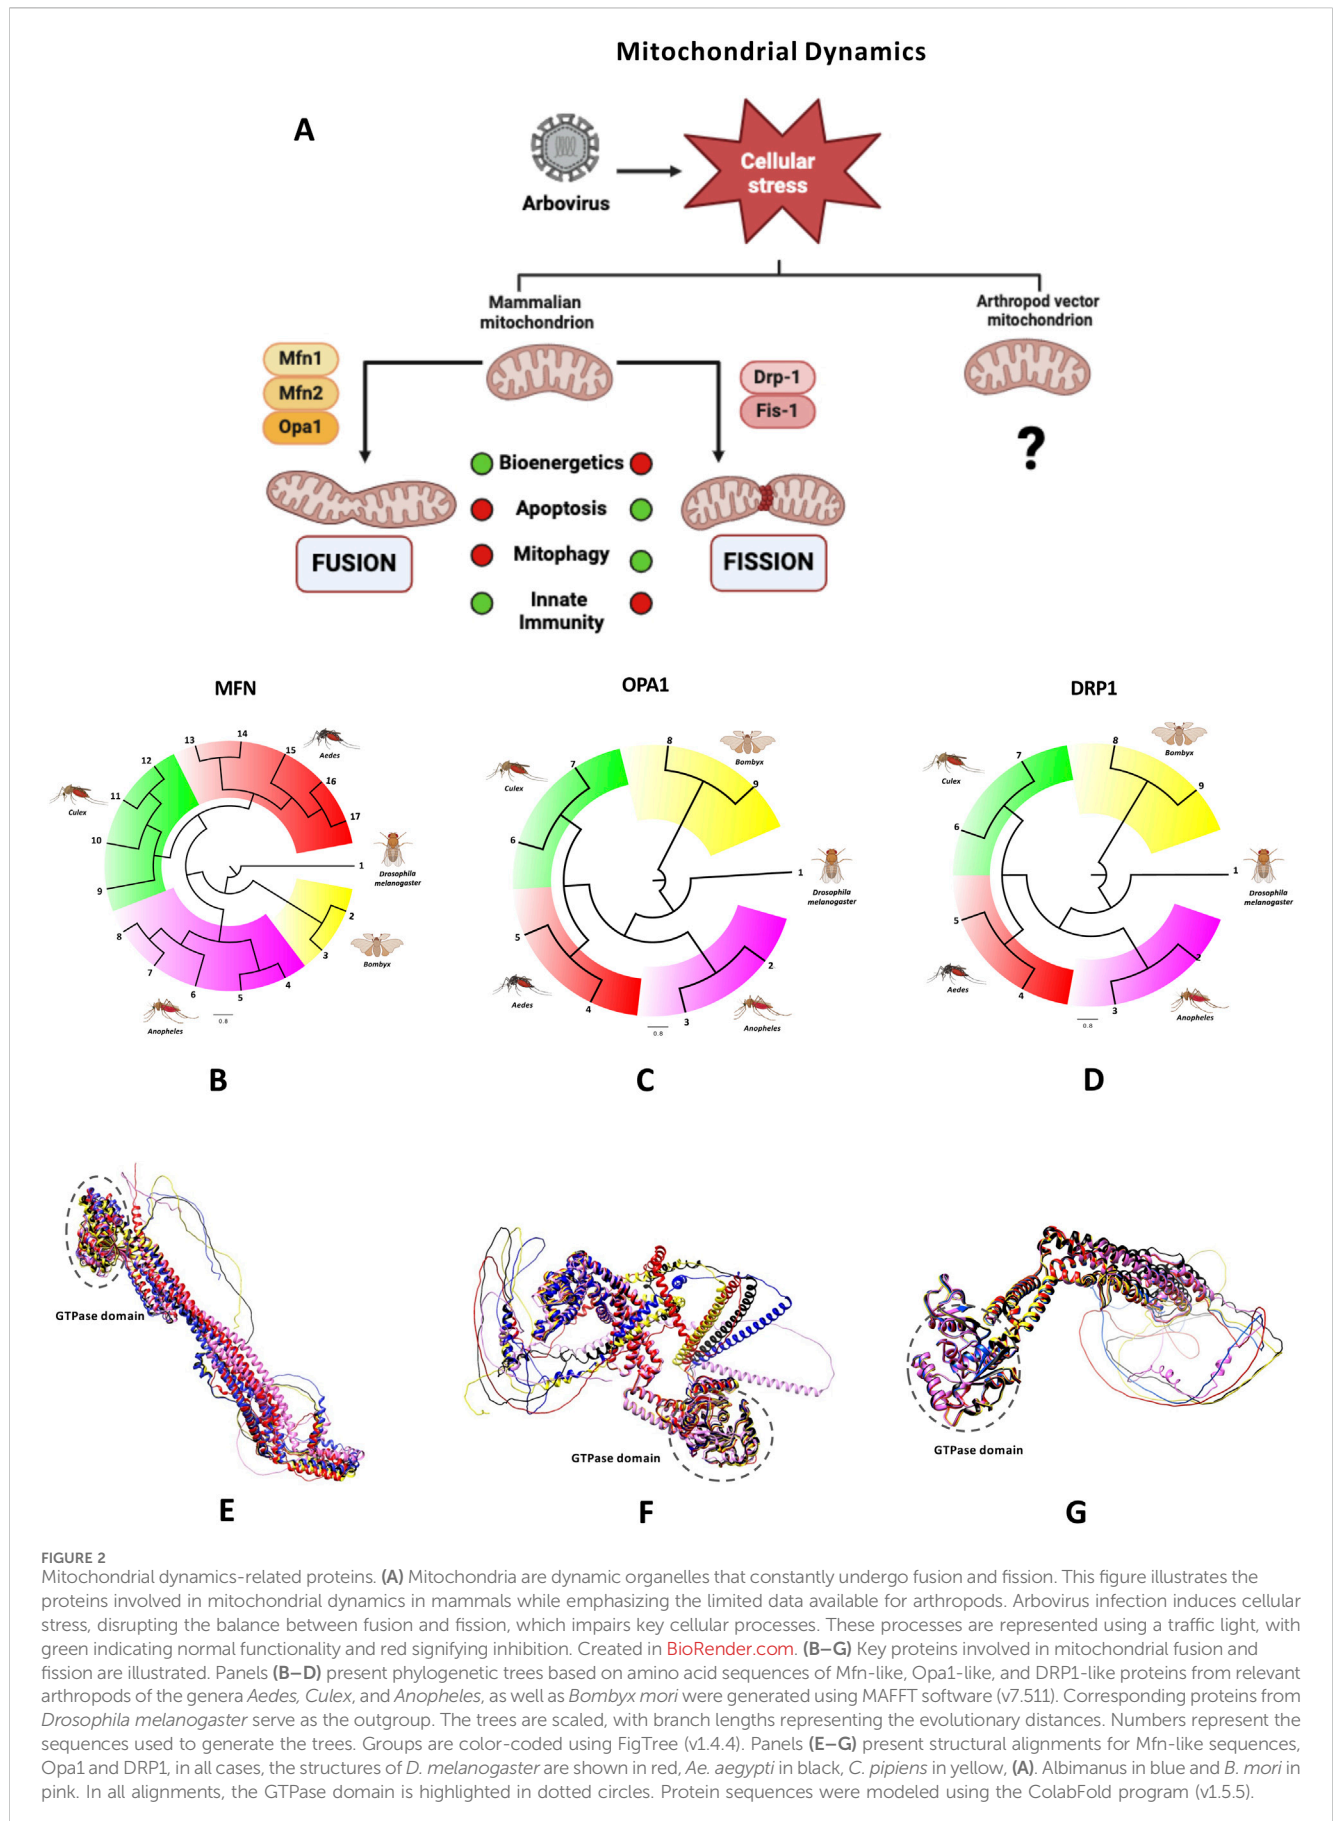 Mitochondrial Dynamics
A
Arbovirus
Cellular
stress
Mammalian
mitochondrion
Arthropod vector
mitochondrion
Mfn1
Mfn2
Opa1
Drp-1
Fis-1
?
Bioenergetics
Apoptosis
Mitophagy
Innate
Immunity
FUSION
FISSION
MFN
13
14
15
16
17
12
11
10
9
8
7
6
5
4
3
2
1
Aedes
Culex
Drosophila
melanogaster
Bombyx
Anopheles
0.8
B
OPA1
8
9
7
6
5
4
3
2
1
Bombyx
Culex
Drosophila
melanogaster
Aedes
Anopheles
0.8
C
DRP1
8
9
7
6
5
4
3
2
1
Bombyx
Culex
Drosophila
melanogaster
Aedes
Anopheles
0.8
D
GTPase domain
E
GTPase domain
F
GTPase domain
G
FIGURE 2
Mitochondrial dynamics-related proteins. (A) Mitochondria are dynamic organelles that constantly undergo fusion and fission. This figure illustrates the
proteins involved in mitochondrial dynamics in mammals while emphasizing the limited data available for arthropods. Arbovirus infection induces cellular
stress, disrupting the balance between fusion and fission, which impairs key cellular processes. These processes are represented using a traffic light, with
green indicating normal functionality and red signifying inhibition. Created in BioRender.com. (B–G) Key proteins involved in mitochondrial fusion and
fission are illustrated. Panels (B–D) present phylogenetic trees based on amino acid sequences of Mfn-like, Opa1-like, and DRP1-like proteins from relevant
arthropods of the genera Aedes, Culex, and Anopheles, as well as Bombyx mori were generated using MAFFT software (v7.511). Corresponding proteins from
Drosophila melanogaster serve as the outgroup. The trees are scaled, with branch lengths representing the evolutionary distances. Numbers represent the
sequences used to generate the trees. Groups are color-coded using FigTree (v1.4.4). Panels (E–G) present structural alignments for Mfn-like sequences,
Opa1 and DRP1, in all cases, the structures of D. melanogaster are shown in red, Ae. aegypti in black, C. pipiens in yellow, (A). Albimanus in blue and B. mori in
pink. In all alignments, the GTPase domain is highlighted in dotted circles. Protein sequences were modeled using the ColabFold program (v1.5.5).